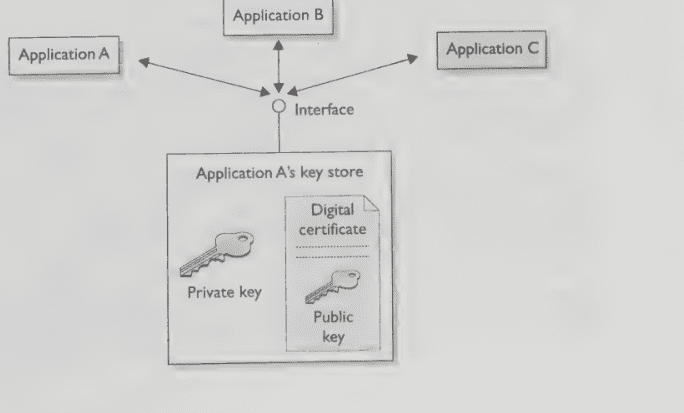 Application B
Application A
Application C
Interface
Application A's key store
Digital
certificate
Private key
Public
key